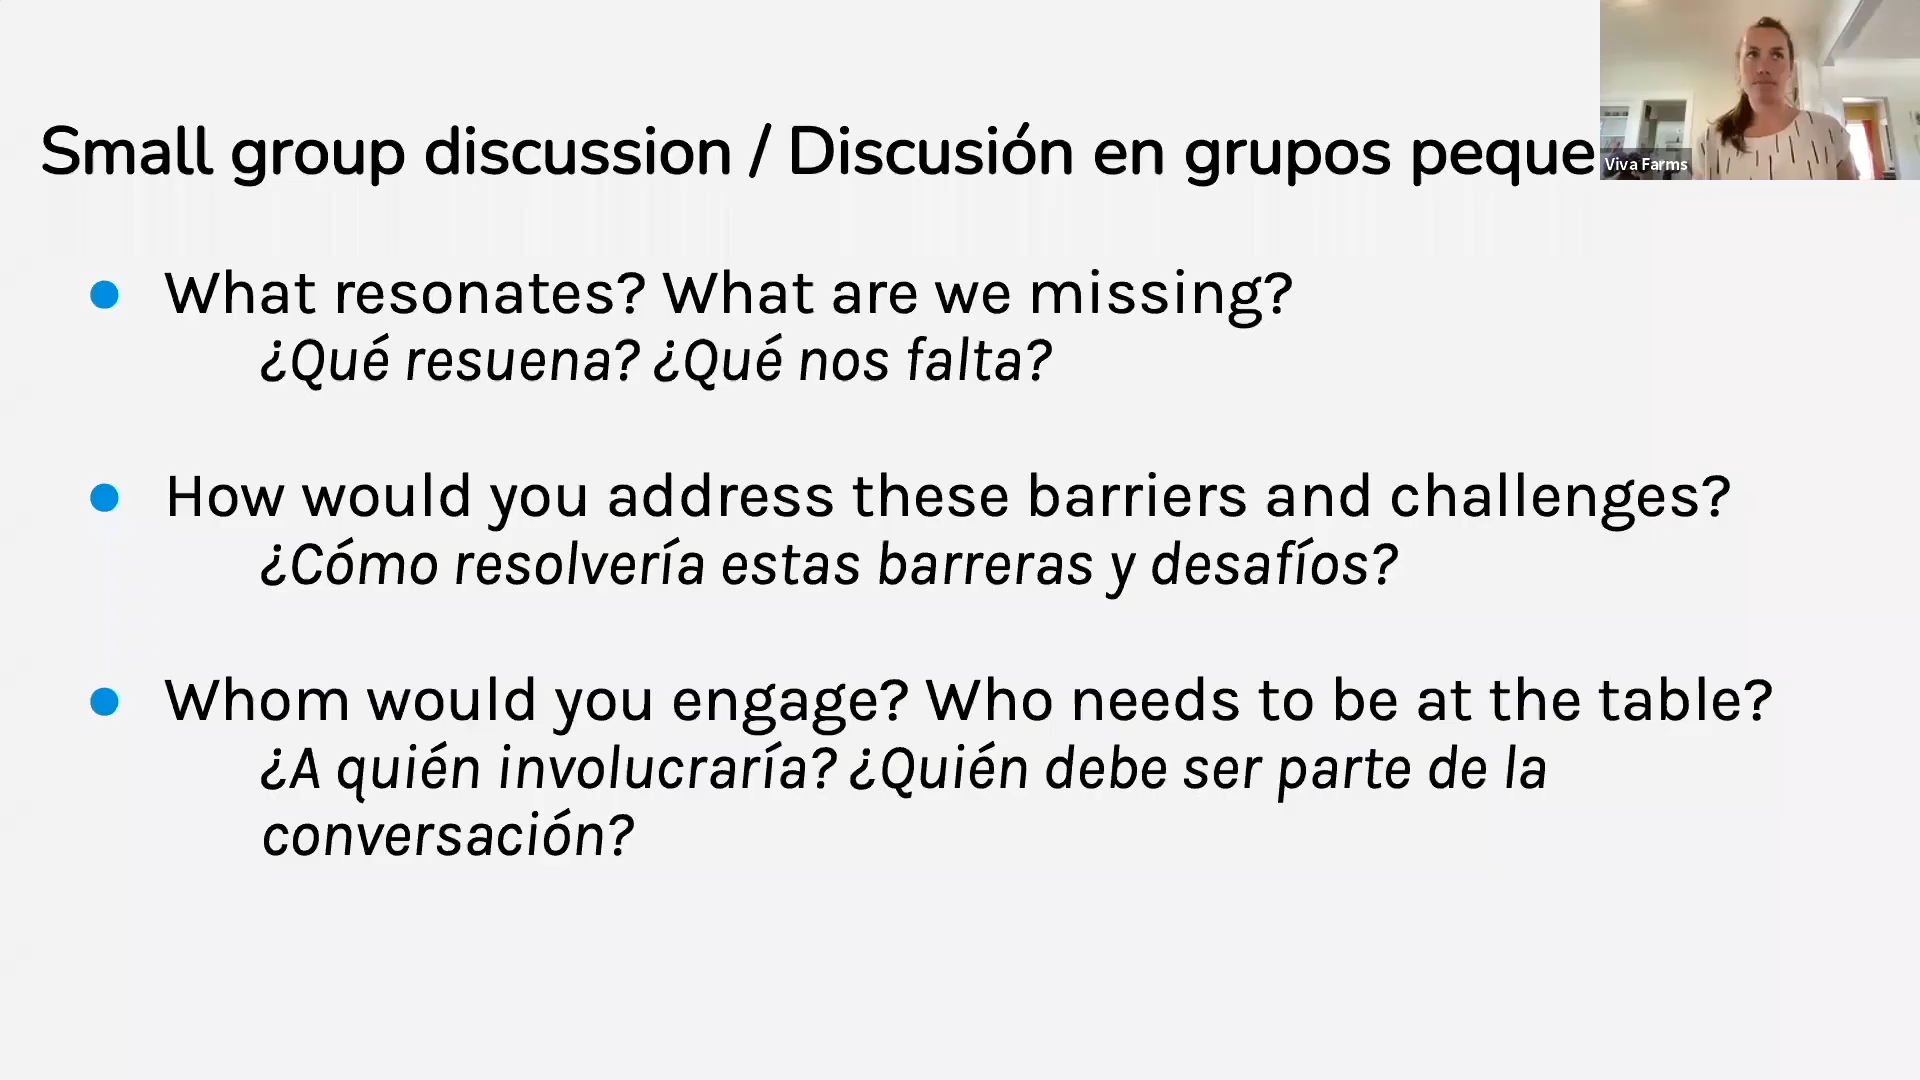 Small group discussion / Discusión en grupos peque
Viva Farms
What resonates? What are we missing?
¿Qué resuena? ¿Qué nos falta?
How would you address these barriers and challenges?
¿Cómo resolvería estas barreras y desafíos?
Whom would you engage? Who needs to be at the table?
¿A quién involucraría? ¿Quién debe ser parte de la
conversación?